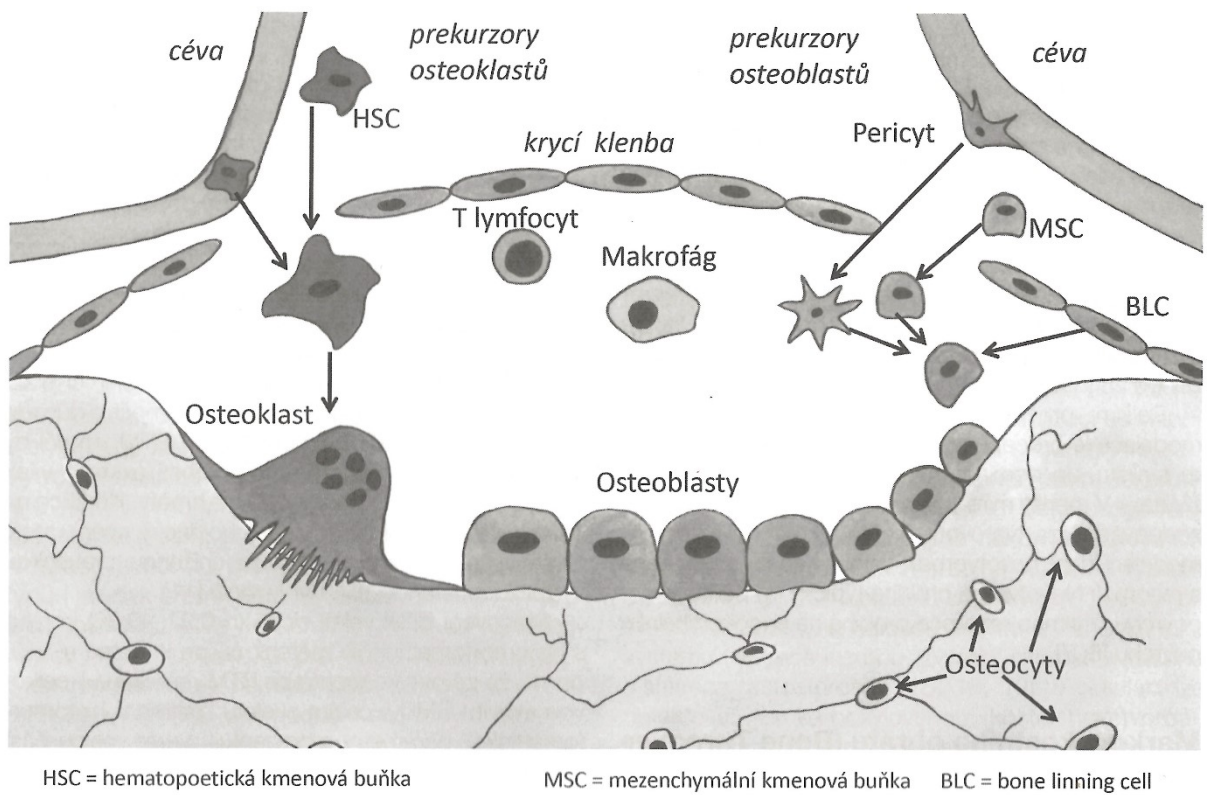 céva
prekurzory
osteoklastů
prekurzory
osteoblastů
céva
HSC
Pericyt
krycí klenba
T lymfocyt
MSC
Makrofág
BLC
Osteoklast
Osteoblasty
Osteocyty
HSC = hematopoetická kmenová buňka
MSC = mezenchymální kmenová buňka
BLC = bone linning cell